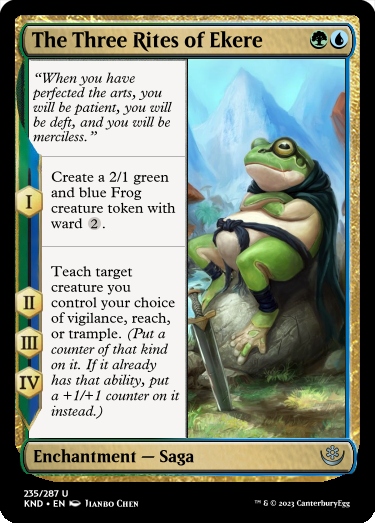 The Three Rites of Ekere
“When you have
perfected the arts, you
will be patient, you will
be deft, and you will be
merciless.”
I
Create a 2/1 green
and blue Frog
creature token with
ward 2.
II
III
IV
Teach target
creature you
control your choice
of vigilance, reach,
or trample. (Put a
counter of that kind
on it. If it already
has that ability, put
a +1/+1 counter on it
instead.)
Enchantment — Saga
235/287 U
KND • EN Jianbo Chen
™ & © 2023 CanterburyEgg